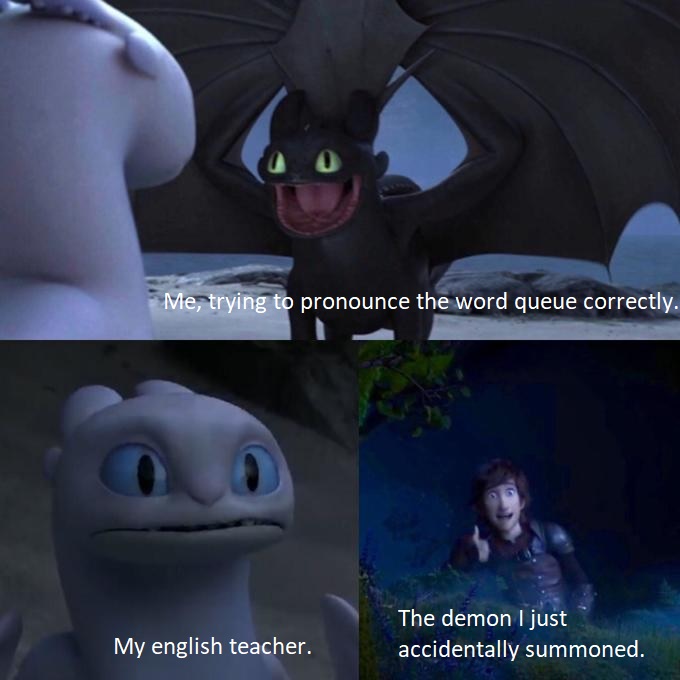 Me, trying to pronounce the word queue correctly.
My english teacher.
The demon I just
accidentally summoned.